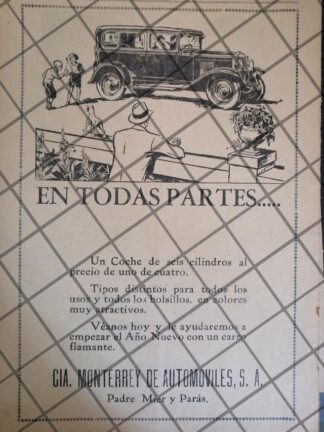 EN TODAS PARTES.....
Un Coche de seis cilindros al
precio de uno de cuatro.
Tipos distintos para todos los
usos y todos los bolsillos, en colores
muy atractivos.
Véanos hoy y le ayudaremos a
empezar el Año Nuevo con un carro
flamante.
CIA. MONTERREY DE AUTOMOVILES, S. A.
Padre Mier y Parás.